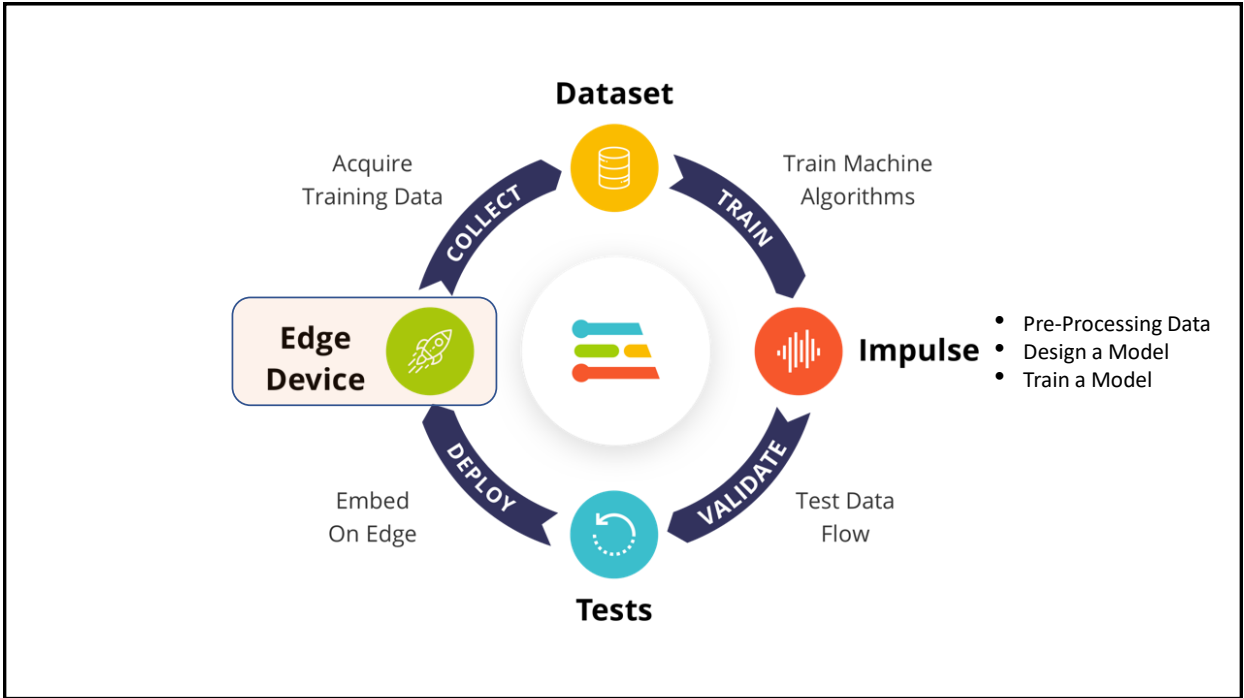 Dataset
Acquire
Training Data
COLLECT
TRAIN
Train Machine
Algorithms
Edge
Device
Impulse
• Pre-Processing Data
• Design a Model
• Train a Model
DEPLOY
VALIDATE
Embed
On Edge
Test Data
Flow
Tests